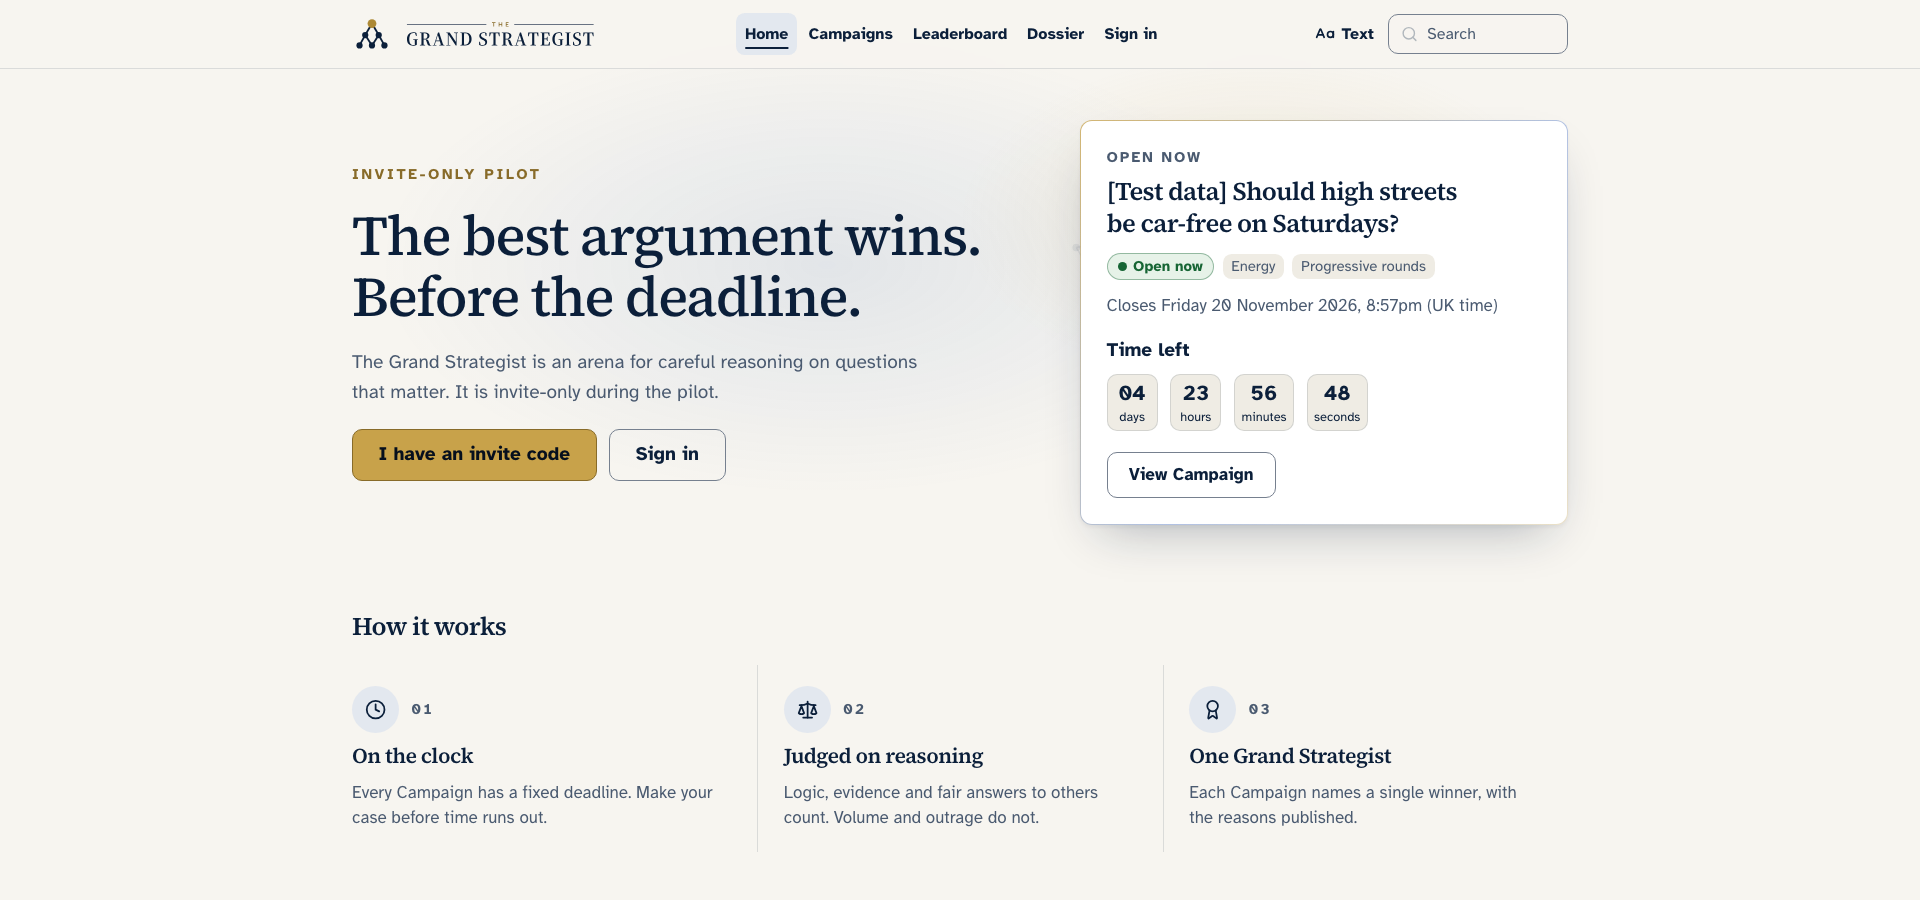 THE
GRAND STRATEGIST
Home
Campaigns
Leaderboard
Dossier
Sign in
Aa Text
Search
INVITE-ONLY PILOT
The best argument wins.
Before the deadline.
The Grand Strategist is an arena for careful reasoning on questions
that matter. It is invite-only during the pilot.
I have an invite code
Sign in
OPEN NOW
[Test data] Should high streets
be car-free on Saturdays?
Open now
Energy
Progressive rounds
Closes Friday 20 November 2026, 8:57pm (UK time)
Time left
04
days
23
hours
56
minutes
48
seconds
View Campaign
How it works
01
On the clock
Every Campaign has a fixed deadline. Make your
case before time runs out.
02
Judged on reasoning
Logic, evidence and fair answers to others
count. Volume and outrage do not.
03
One Grand Strategist
Each Campaign names a single winner, with
the reasons published.